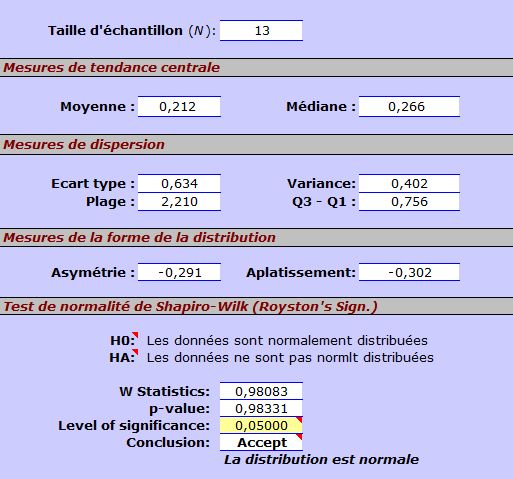 Taille d'échantillon (N): 13
Mesures de tendance centrale
Moyenne : 0,212 Médiane : 0,266
Mesures de dispersion
Ecart type : 0,634 Variance: 0,402
Plage : 2,210 Q3 - Q1 : 0,756
Mesures de la forme de la distribution
Asymétrie : -0,291 Aplatissement: -0,302
Test de normalité de Shapiro-Wilk (Royston's Sign.)
H0: Les données sont normalement distribuées
HA: Les données ne sont pas normlt distribuées
W Statistics: 0,98083
p-value: 0,98331
Level of significance: 0,05000
Conclusion: Accept
La distribution est normale